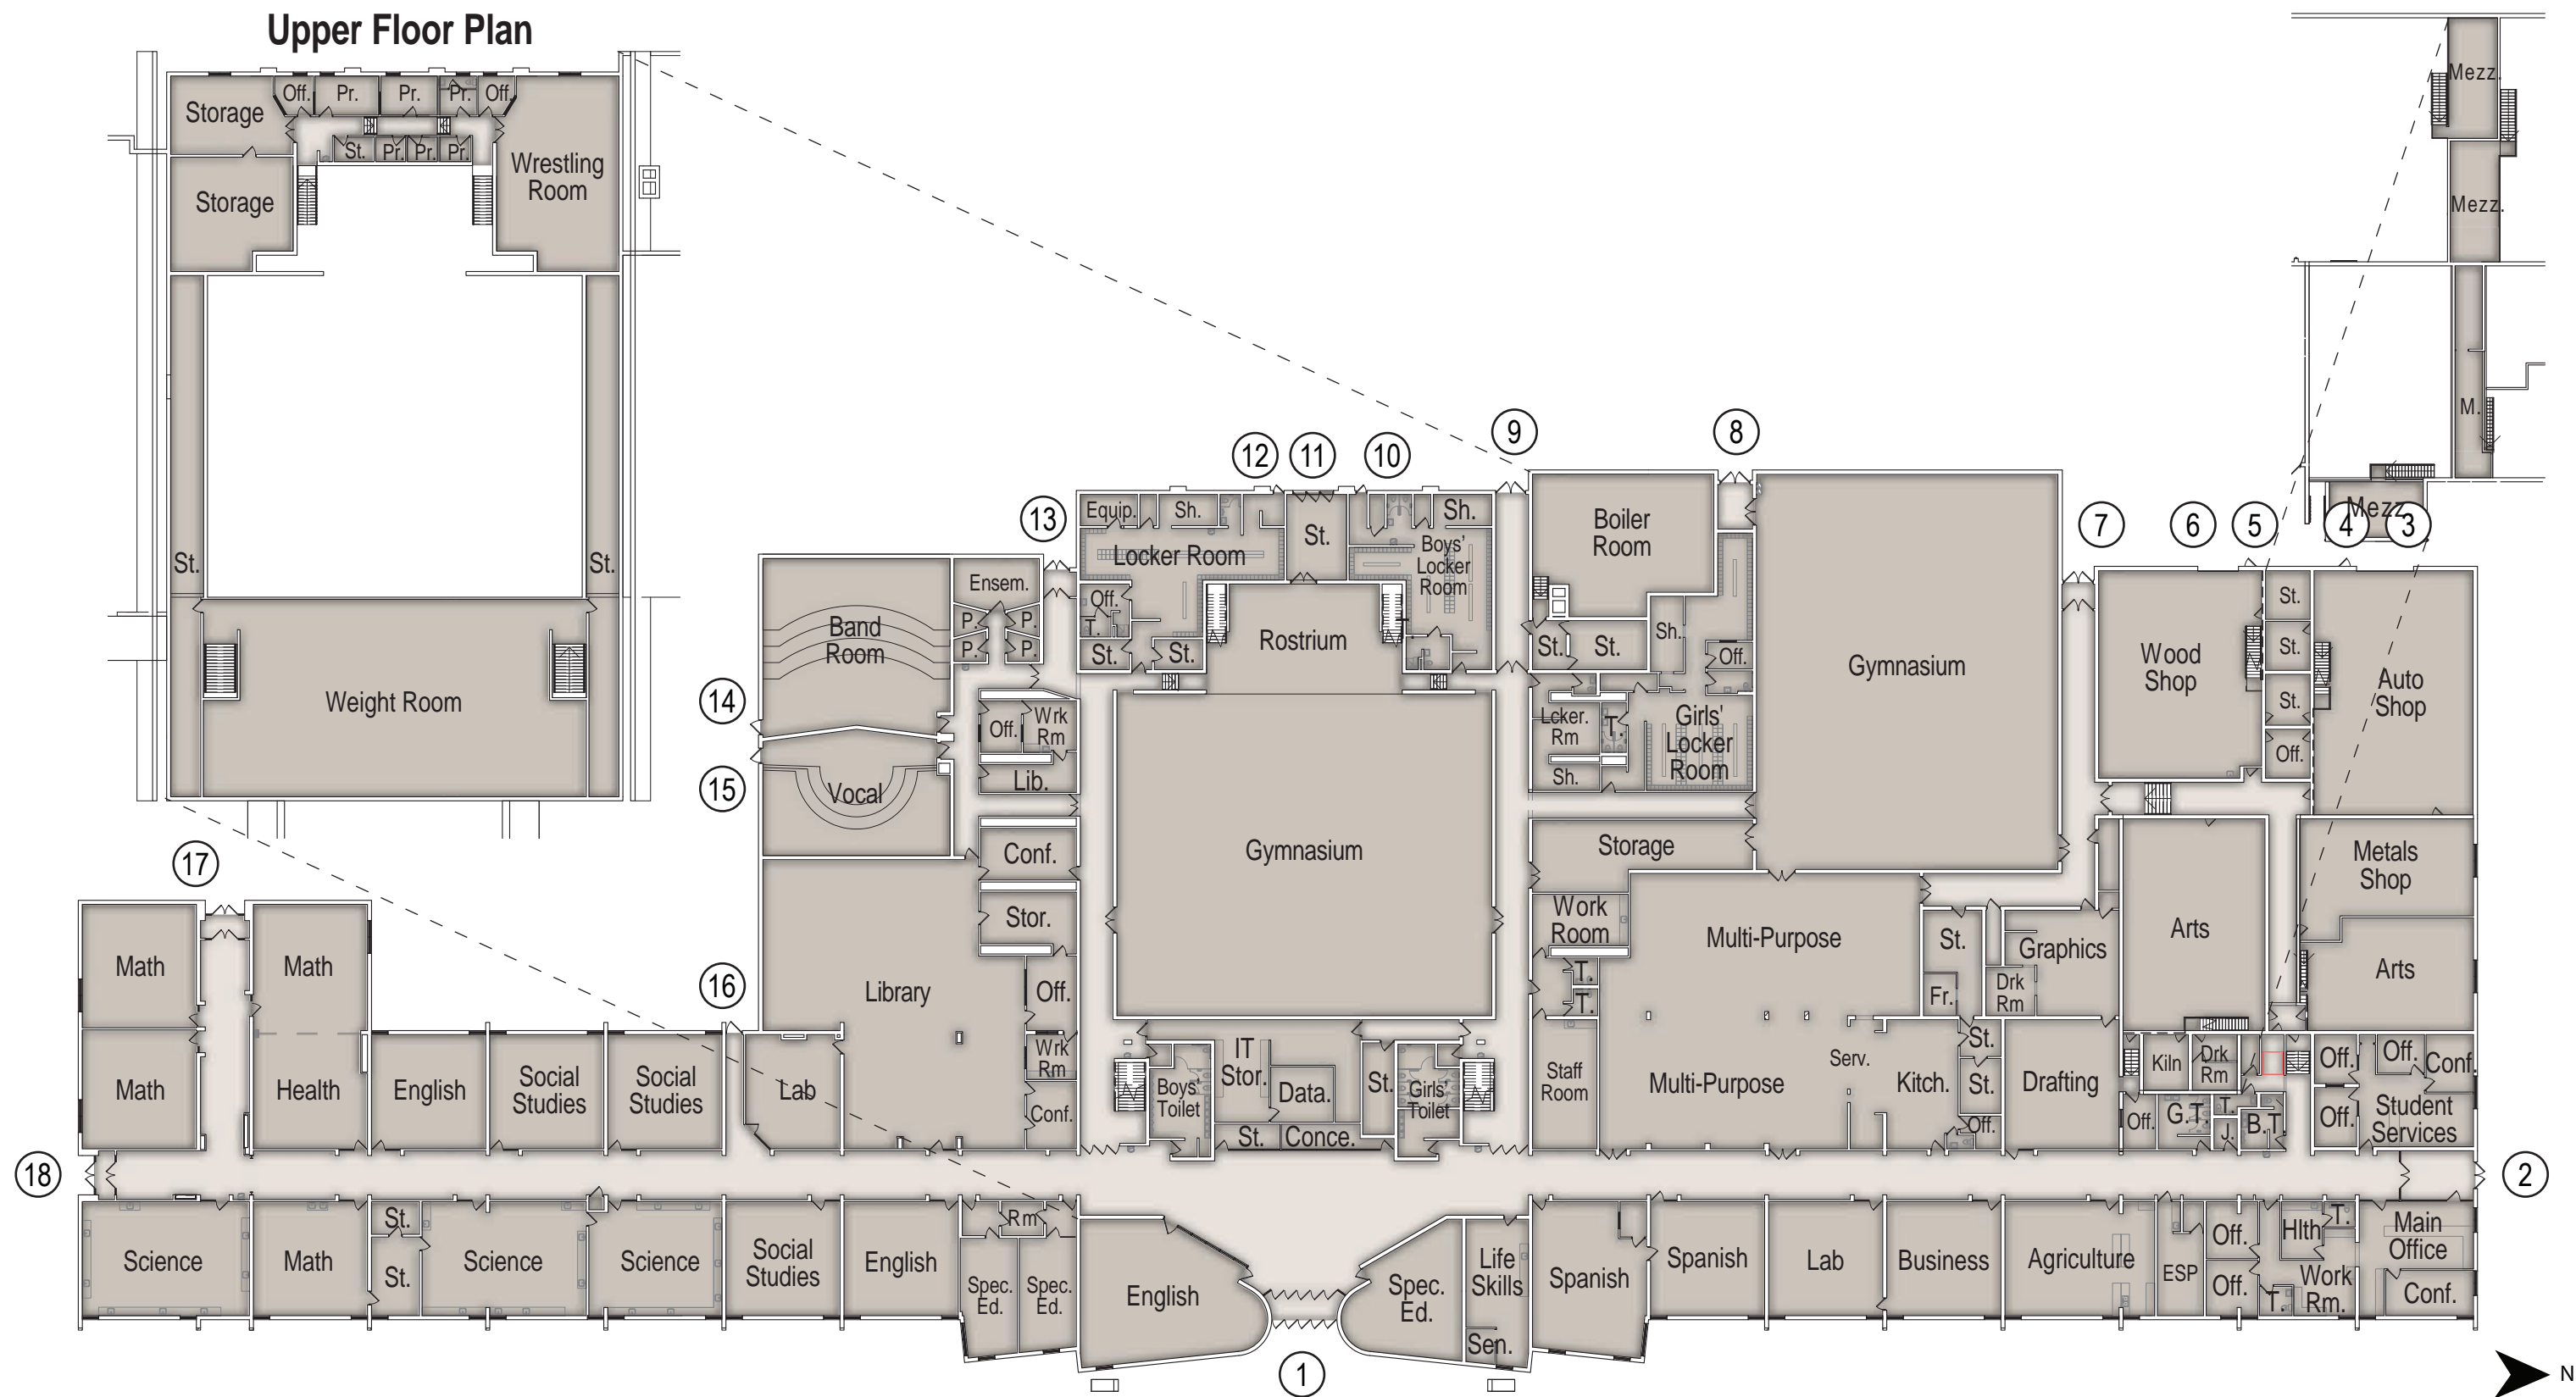 Upper Floor Plan
Off.
Pr.
Pr.
Pr.
Off.
Storage
St.
Pr.
Pr.
Pr.
Wrestling
Room
Storage
St.
St.
Weight Room
Mezz.
Mezz.
M.
Mezz.
17
18
14
15
16
13
12
11
10
9
8
7
6
5
4
3
2
1
Equip.
Sh.
Locker Room
St.
Sh.
Boys'
Locker
Room
Off.
T.
St.
St.
T.
Rostrium
Band
Room
Ensem.
P.
P.
P.
P.
Off.
Wrk
Rm
Lib.
Vocal
Conf.
Stor.
Library
Off.
Wrk
Rm
Conf.
Lab
Gymnasium
IT
Stor.
Data.
St.
Boys'
Toilet
Girls'
Toilet
St.
Conce.
Boiler
Room
St.
St.
Sh.
Off.
Lcker.
Rm
T.
Girls'
Locker
Room
Sh.
Gymnasium
Storage
Work
Room
T.
T.
Staff
Room
Multi-Purpose
Multi-Purpose
Serv.
Kitch.
St.
Fr.
St.
St.
Off.
Drk
Rm
Graphics
Drafting
Wood
Shop
St.
St.
St.
Off.
Auto
Shop
Metals
Shop
Arts
Arts
Kiln
Drk
Rm
Off.
G.T.
T.
J.
B.T.
Off.
Off.
Off.
Conf.
Student
Services
Math
Math
Math
Health
English
Social
Studies
Social
Studies
Science
Math
St.
St.
Science
Science
Social
Studies
English
Rm
Spec.
Ed.
Spec.
Ed.
English
Spec.
Ed.
Life
Skills
Sen.
Spanish
Spanish
Lab
Business
Agriculture
ESP
Off.
Off.
Hlth
T.
T.
Work
Rm.
Main
Office
Conf.
N